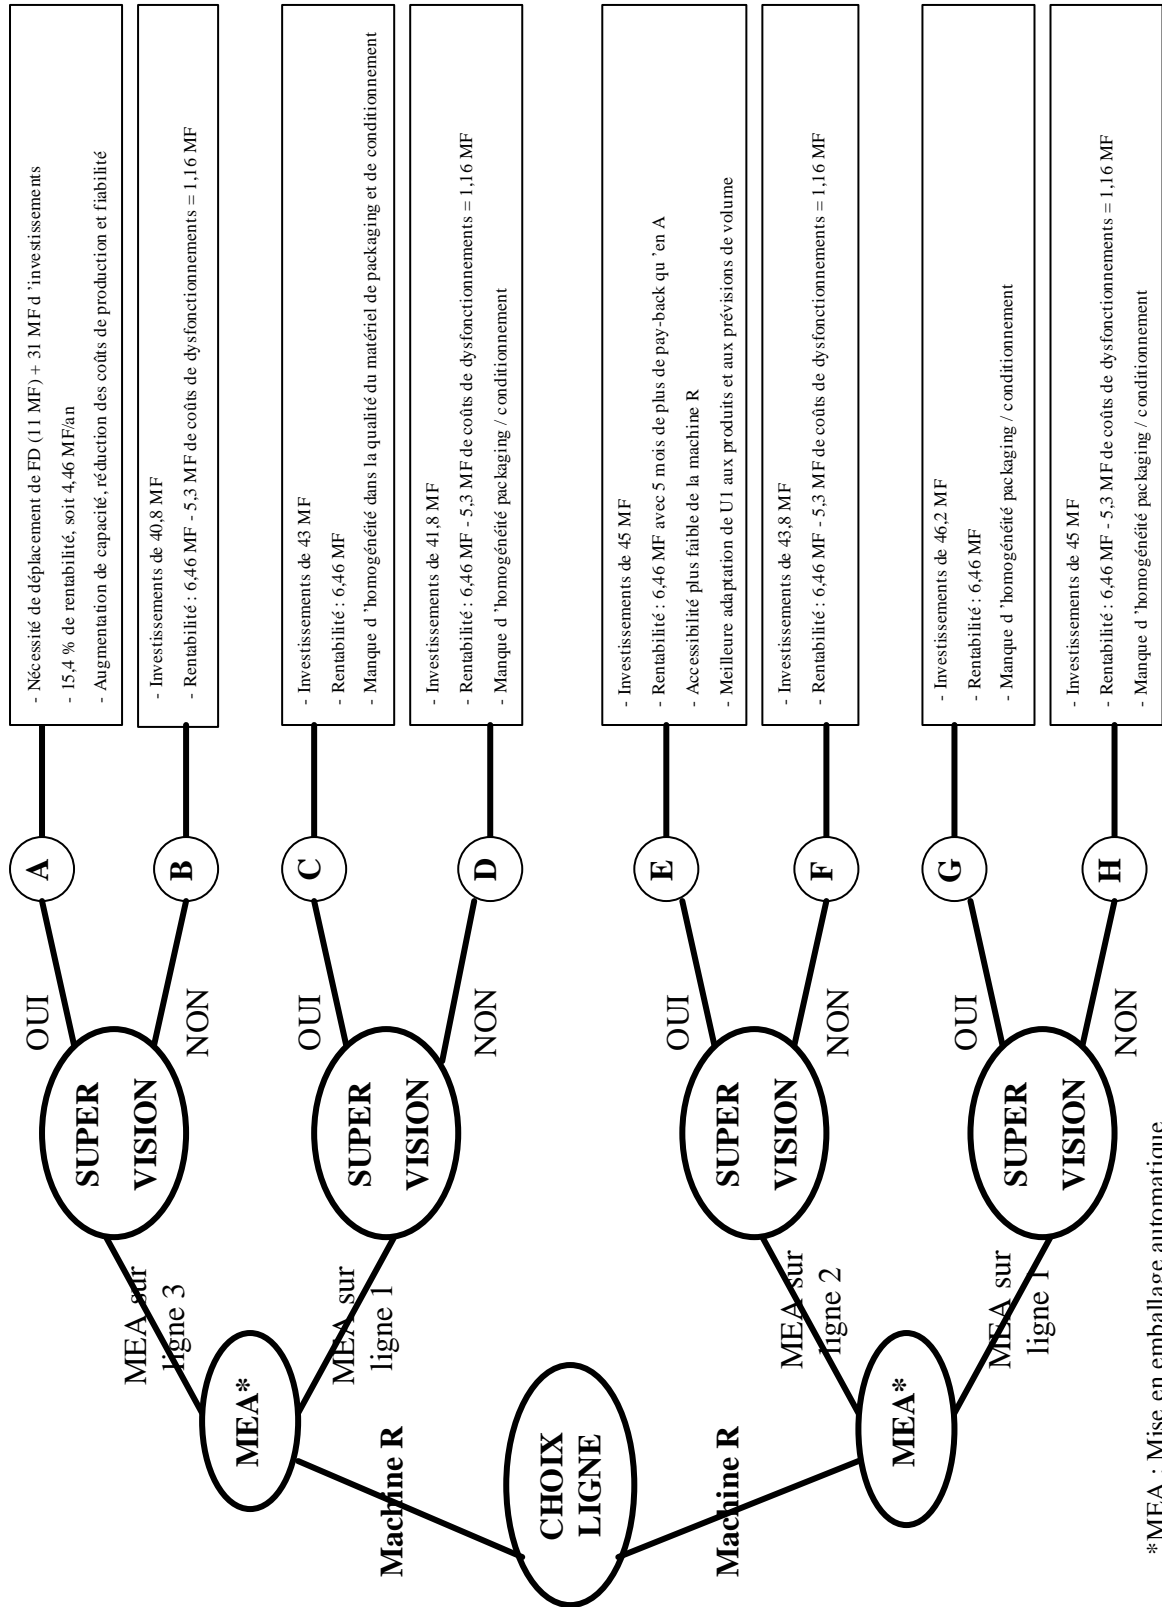 CHOIX
LIGNE
Machine R
MEA*
MEA sur
ligne 3
SUPER
VISION
OUI
A
- Nécessité de déplacement de FD (11 MF) + 31 MF d 'investissements
- 15,4 % de rentabilité, soit 4,46 MF/an
- Augmentation de capacité, réduction des coûts de production et fiabilité
NON
B
- Investissements de 40,8 MF
- Rentabilité : 6,46 MF - 5,3 MF de coûts de dysfonctionnements = 1,16 MF
MEA sur
ligne 1
SUPER
VISION
OUI
C
- Investissements de 43 MF
- Rentabilité : 6,46 MF
- Manque d 'homogénéité dans la qualité du matériel de packaging et de conditionnement
NON
D
- Investissements de 41,8 MF
- Rentabilité : 6,46 MF - 5,3 MF de coûts de dysfonctionnements = 1,16 MF
- Manque d 'homogénéité packaging / conditionnement
Machine R
MEA*
MEA sur
ligne 2
SUPER
VISION
OUI
E
- Investissements de 45 MF
- Rentabilité : 6,46 MF avec 5 mois de plus de pay-back qu 'en A
- Accessibilité plus faible de la machine R
- Meilleure adaptation de U1 aux produits et aux prévisions de volume
NON
F
- Investissements de 43,8 MF
- Rentabilité : 6,46 MF - 5,3 MF de coûts de dysfonctionnements = 1,16 MF
MEA sur
ligne 1
SUPER
VISION
OUI
G
- Investissements de 46,2 MF
- Rentabilité : 6,46 MF
- Manque d 'homogénéité packaging / conditionnement
NON
H
- Investissements de 45 MF
- Rentabilité : 6,46 MF - 5,3 MF de coûts de dysfonctionnements = 1,16 MF
- Manque d 'homogénéité packaging / conditionnement
*MEA : Mise en emballage automatique